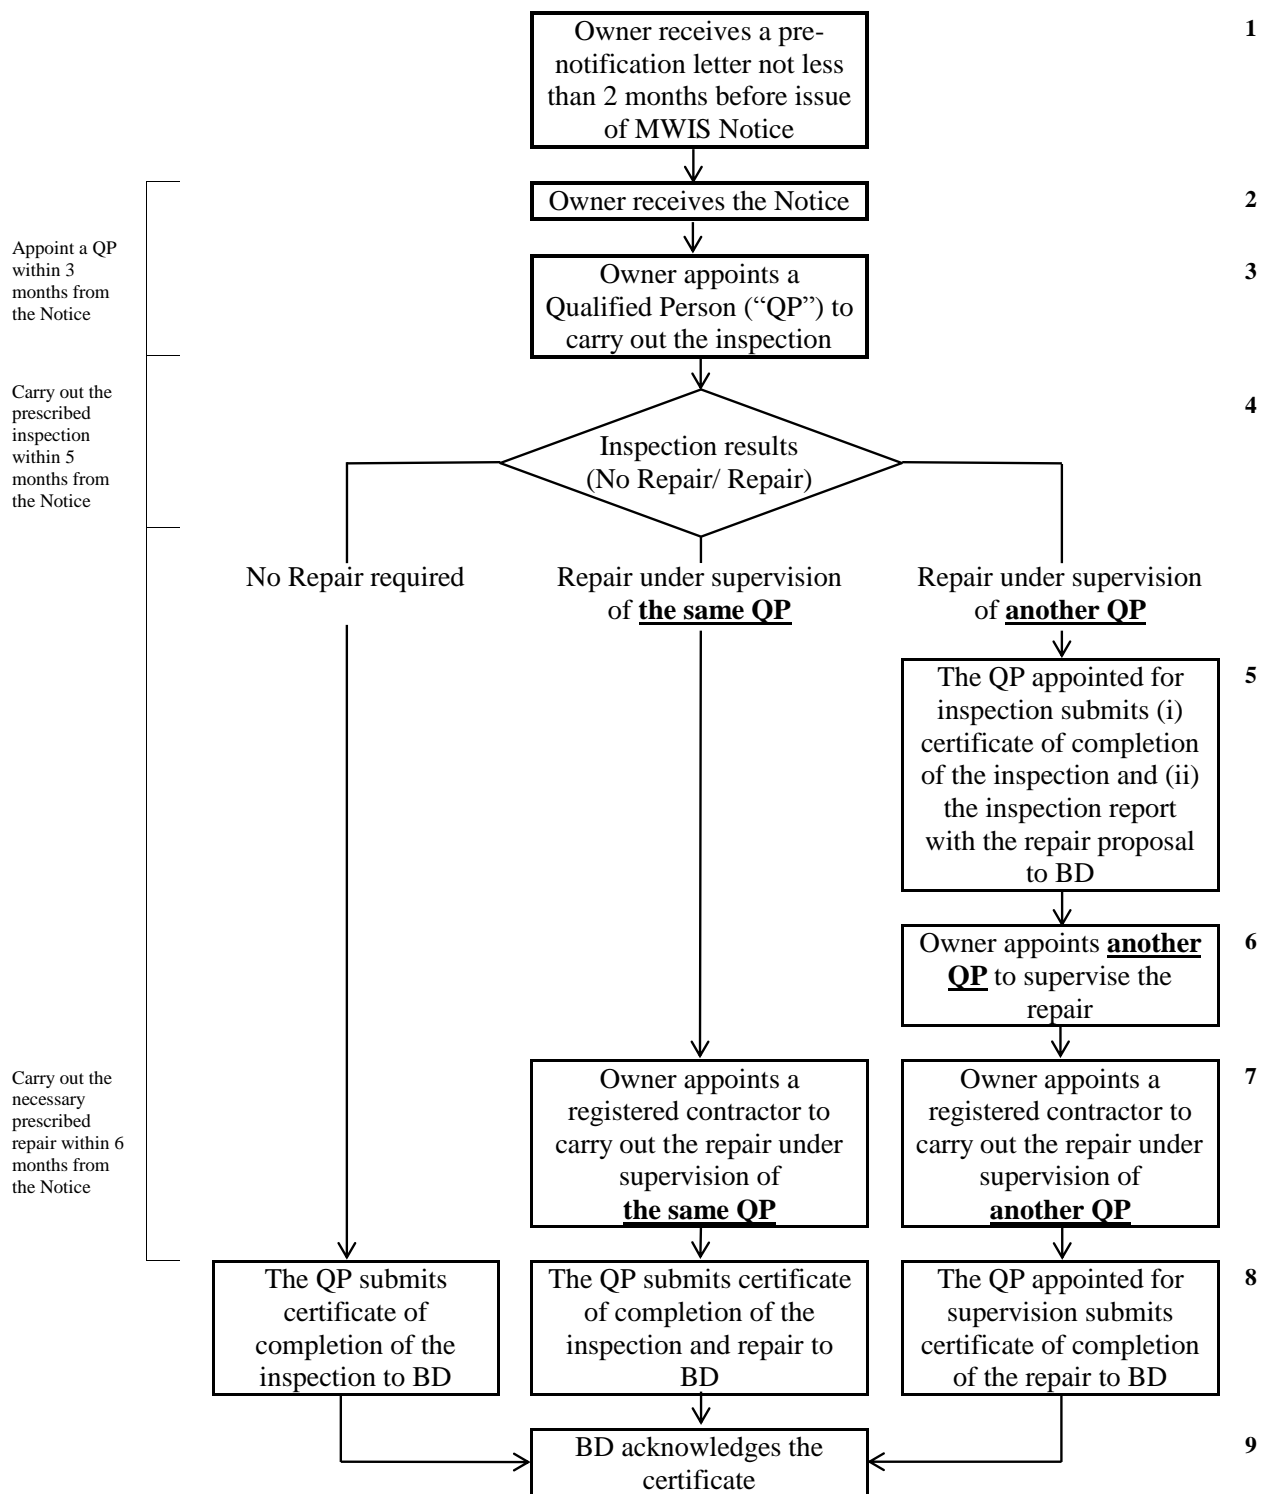 Owner receives a pre-
notification letter not less
than 2 months before issue
of MWIS Notice
1
Owner receives the Notice
2
Appoint a QP
within 3
months from
the Notice
Owner appoints a
Qualified Person (“QP”) to
carry out the inspection
3
Carry out the
prescribed
inspection
within 5
months from
the Notice
Inspection results
(No Repair/ Repair)
4
No Repair required
Repair under supervision
of the same QP
Repair under supervision
of another QP
The QP appointed for
inspection submits (i)
certificate of completion
of the inspection and (ii)
the inspection report
with the repair proposal
to BD
5
Owner appoints another
QP to supervise the
repair
6
Carry out the
necessary
prescribed
repair within 6
months from
the Notice
Owner appoints a
registered contractor to
carry out the repair under
supervision of
the same QP
Owner appoints a
registered contractor to
carry out the repair under
supervision of
another QP
7
The QP submits
certificate of
completion of the
inspection to BD
The QP submits certificate
of completion of the
inspection and repair to
BD
The QP appointed for
supervision submits
certificate of completion
of the repair to BD
8
BD acknowledges the
certificate
9